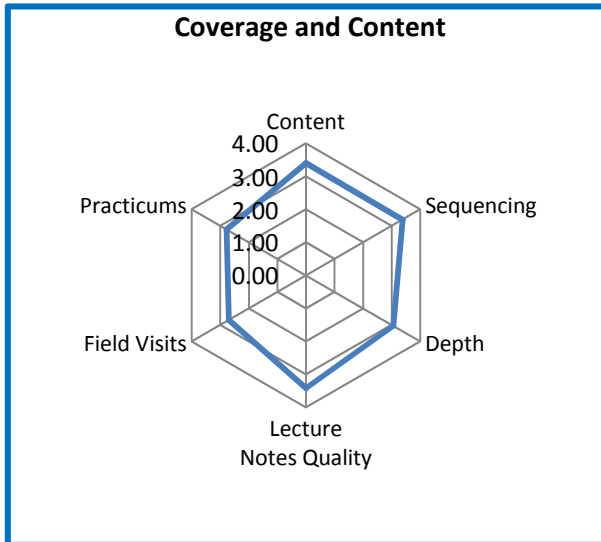 Coverage and Content
Content
4.00
3.00
Practicums
Sequencing
2.00
1.00
0.00
Field Visits
Depth
Lecture
Notes Quality